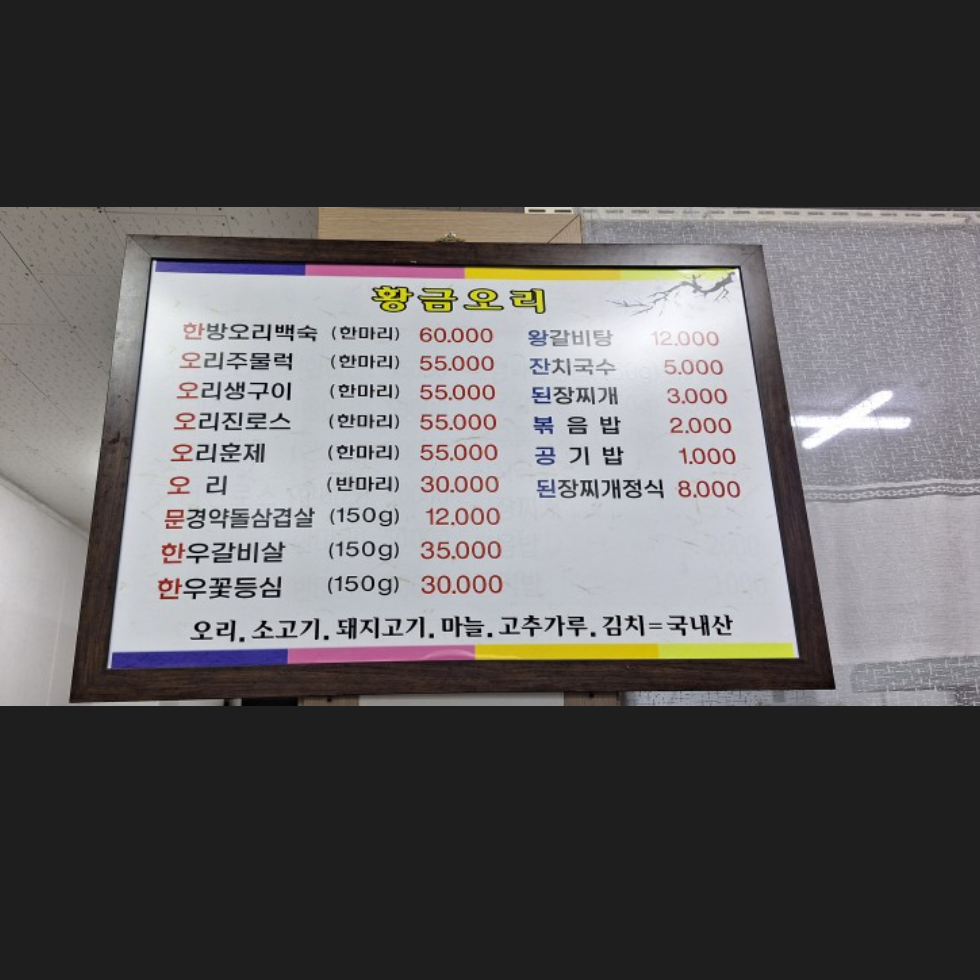 황금오리
한방오리백숙 (한마리) 60.000
오리주물럭 (한마리) 55.000
오리생구이 (한마리) 55.000
오리진로스 (한마리) 55.000
오리훈제 (한마리) 55.000
오 리 (반마리) 30.000
문경약돌삼겹살 (150g) 12.000
한우갈비살 (150g) 35.000
한우꽃등심 (150g) 30.000
왕갈비탕 12.000
잔치국수 5.000
된장찌개 3.000
볶 음 밥 2.000
공 기 밥 1.000
된장찌개정식 8.000
오리. 소고기. 돼지고기. 마늘. 고추가루. 김치=국내산